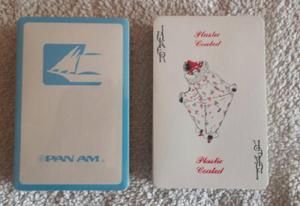 PAN AM
JOKER
Plastic
Coated
Plastic
Coated
JOKER